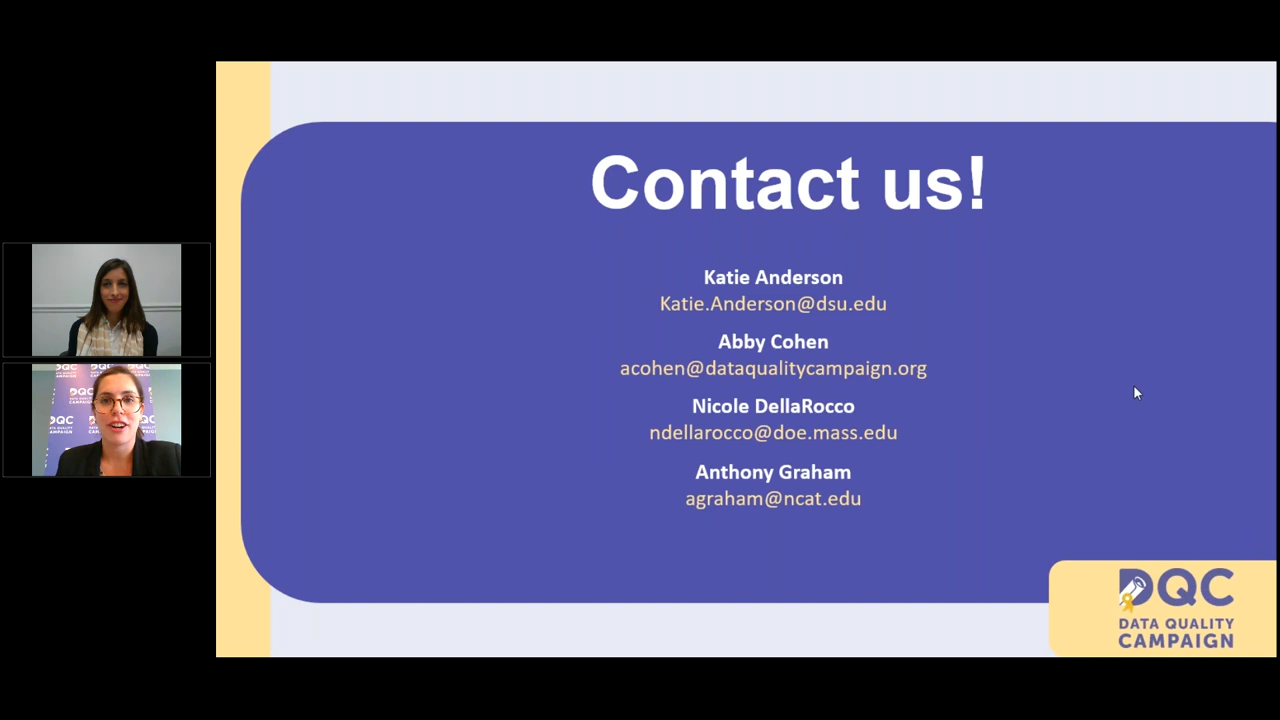 Contact us!
Katie Anderson
Katie.Anderson@dsu.edu
Abby Cohen
acohen@dataqualitycampaign.org
Nicole DellaRocco
ndellarocco@doe.mass.edu
Anthony Graham
agraham@ncat.edu
DQC
DATA QUALITY
CAMPAIGN